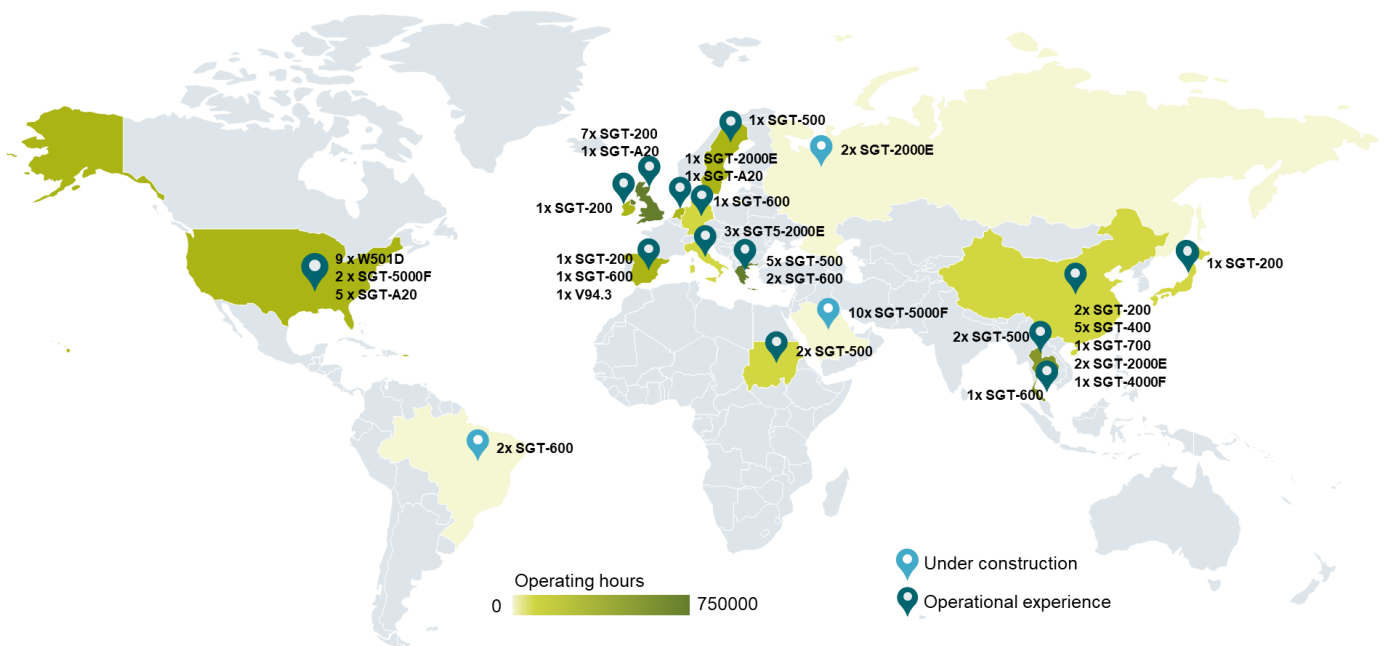 1x SGT-500
7x SGT-200
1x SGT-A20
2x SGT-2000E
1x SGT-2000E
1x SGT-A20
1x SGT-600
1x SGT-200
3x SGT5-2000E
9 x W501D
2 x SGT-5000F
5 x SGT-A20
1x SGT-200
1x SGT-600
1x V94.3
5x SGT-500
2x SGT-600
1x SGT-200
10x SGT-5000F
2x SGT-200
5x SGT-400
1x SGT-700
2x SGT-2000E
1x SGT-4000F
2x SGT-500
2x SGT-500
1x SGT-600
2x SGT-600
Under construction
Operational experience
Operating hours
0
750000